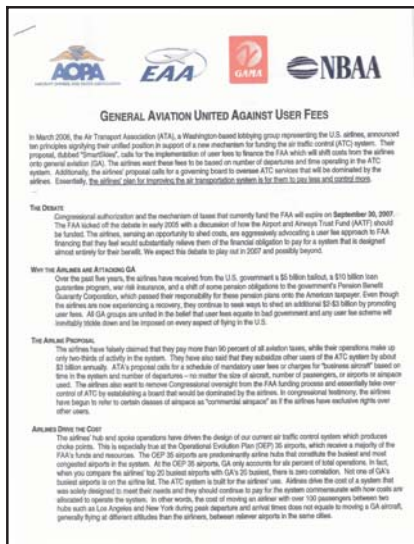 AOPA
AIRCRAFT OWNERS AND PILOTS ASSOCIATION
EAA
GAMA
NBAA
GENERAL AVIATION UNITED AGAINST USER FEES
In March 2006, the Air Transport Association (ATA), a Washington-based lobbying group representing the U.S. airlines, announced
ten principles signifying their unified position in support of a new mechanism for funding the air traffic control (ATC) system. Their
proposal, dubbed "SmartSkies", calls for the implementation of user fees to finance the FAA which will shift costs from the airlines
onto general aviation (GA). The airlines want these fees to be based on number of departures and time operating in the ATC
system. Additionally, the airlines' proposal calls for a governing board to oversee ATC services that will be dominated by the
airlines. Essentially, the airlines' plan for improving the air transportation system is for them to pay less and control more.
THE DEBATE
Congressional authorization and the mechanism of taxes that currently fund the FAA will expire on September 30, 2007.
The FAA kicked off the debate in early 2005 with a discussion how the Airport and Airways Trust Fund (AATF) should
be funded. The airlines, sensing an opportunity to shed costs, are aggressively advocating a user fee approach to FAA
financing that they feel would substantially relieve them of the financial obligation to pay for a system that is designed
almost entirely for their benefit. We expect this debate to play out in 2007 and possibly beyond.
WHY THE AIRLINES ARE ATTACKING GA
Over the past five years, the airlines have received from the U.S. government a $5 billion bailout, a $10 billion loan
guarantee program, war risk insurance, and a shift of some pension obligations to the government's Pension Benefit
Guaranty Corporation, which passed their responsibility for these pension plans onto the American taxpayer. Even though
the airlines are now experiencing a recovery, they continue to seek ways to shed an additional $2-$3 billion by promoting
user fees. All GA groups are united in the belief that user fees equate to bad government and any user fee scheme will
inevitably trickle down and be imposed on every aspect of flying in the U.S.
THE AIRLINE PROPOSAL
The airlines have falsely claimed that they pay more than 90 percent of all aviation taxes, while their operations make up
only two-thirds of activity in the system. They have also said that they subsidize other users of the ATC system by about
$3 billion annually. ATA's proposal calls for a schedule of mandatory user fees or charges for "business aircraft" based on
time in the system and number of departures – no matter the size of aircraft, number of passengers, or airports or airspace
used. The airlines also want to remove Congressional oversight from the FAA funding process and essentially take over
control of ATC by establishing a board that would be dominated by the airlines. In congressional testimony, the airlines
have begun to refer to certain classes of airspace as "commercial airspace" as if the airlines have exclusive rights over
other users.
AIRLINES DRIVE THE COST
The airlines' hub and spoke operations have driven the design of our current air traffic control system which produces
choke points. This is especially true at the Operational Evolution Plan (OEP) 35 airports, which receive a majority of the
FAA's funds and resources. The OEP 35 airports are predominantly airline hubs that constitute the busiest and most
congested airports in the system. At the OEP 35 airports, GA only accounts for six percent of total operations, in fact,
when you compare the airlines' top 20 busiest airports with GA's 20 busiest, there is zero correlation. Not one of GA's
busiest airports is on the airline list. The ATC system is built for the airlines' use. Airlines drive the cost of a system that
was solely designed to meet their needs and they should continue to pay for the system commensurate with how costs are
allocated to operate the system. In other words, the cost of moving an airliner with over 100 passengers between two
hubs such as Los Angeles and New York during peak departure and arrival times does not equate to moving a GA aircraft,
generally flying at different altitudes than the airliners, between reliever airports in the same cities.